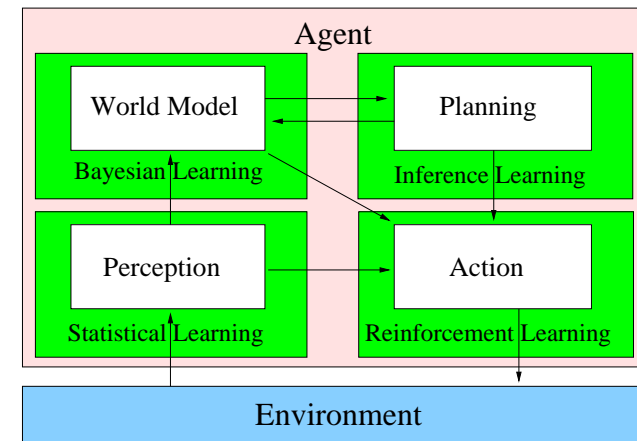 Agent
World Model
Planning
Bayesian Learning
Inference Learning
Perception
Action
Statistical Learning
Reinforcement Learning
Environment